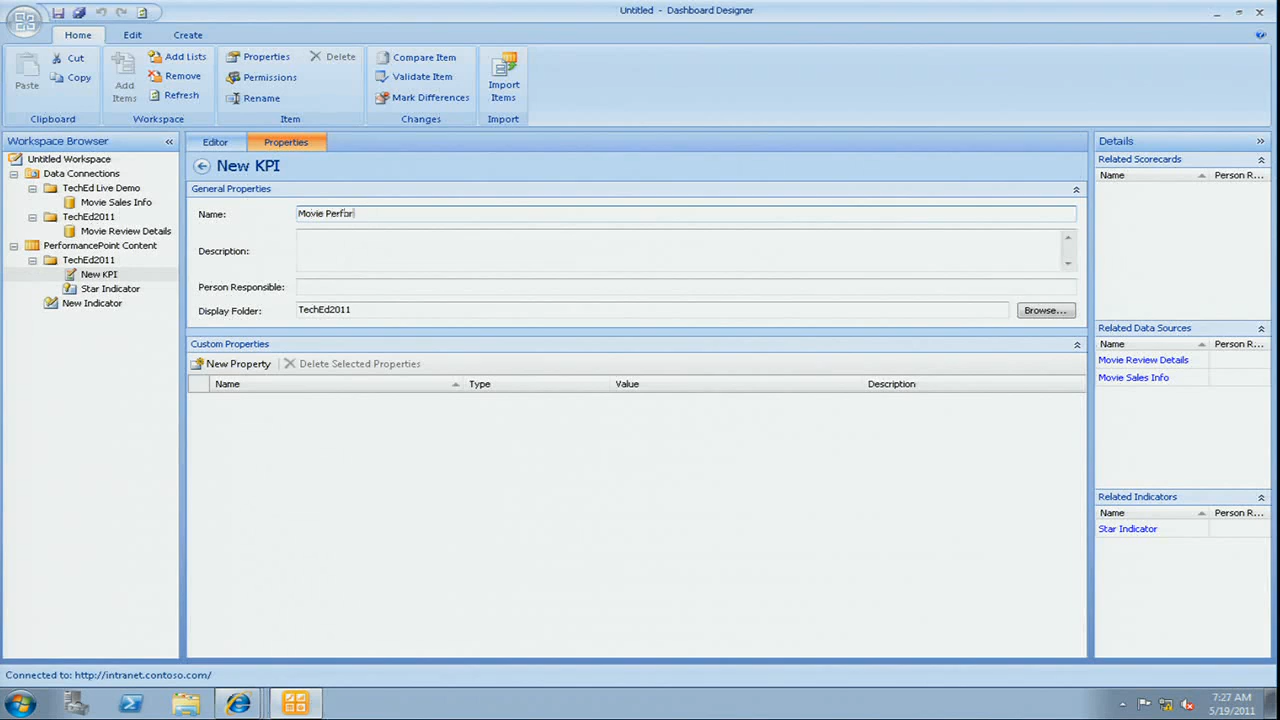 Untitled - Dashboard Designer
Home Edit Create
Paste Cut Copy Add Items Add Lists Remove Refresh Properties Delete Permissions Rename Compare Item Validate Item Mark Differences Import Items
Clipboard Workspace Item Changes Import
Workspace Browser «
Untitled Workspace
Data Connections
TechEd Live Demo
Movie Sales Info
TechEd2011
Movie Review Details
PerformancePoint Content
TechEd2011
New KPI
Star Indicator
New Indicator
Editor Properties
New KPI
General Properties
Name: Movie Perfor
Description:
Person Responsible:
Display Folder: TechEd2011 Browse...
Custom Properties
New Property Delete Selected Properties
Name Type Value Description
Details »
Related Scorecards
Name Person R...
Related Data Sources
Name Person R...
Movie Review Details
Movie Sales Info
Related Indicators
Name Person R...
Star Indicator
Connected to: http://intranet.contoso.com/
7:27 AM
5/19/2011